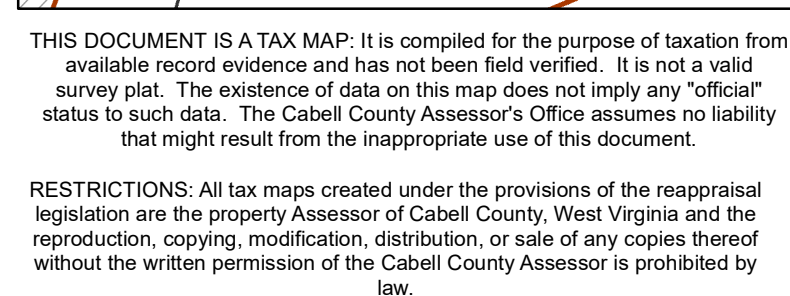 THIS DOCUMENT IS A TAX MAP: It is compiled for the purpose of taxation from
available record evidence and has not been field verified.  It is not a valid
survey plat.  The existence of data on this map does not imply any "official"
status to such data.  The Cabell County Assessor's Office assumes no liability
that might result from the inappropriate use of this document.
RESTRICTIONS: All tax maps created under the provisions of the reappraisal
legislation are the property Assessor of Cabell County, West Virginia and the
reproduction, copying, modification, distribution, or sale of any copies thereof
without the written permission of the Cabell County Assessor is prohibited by
law.